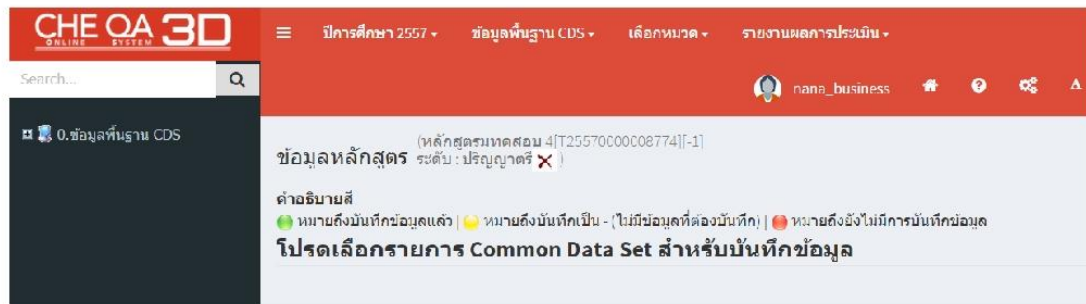 CHE QA 3D
ONLINE SYSTEM
ปีการศึกษา 2557
ข้อมูลพื้นฐาน CDS
เลือกหมวด
รายงานผลการประเมิน
Search...
nana_business
A
0.ข้อมูลพื้นฐาน CDS
ข้อมูลหลักสูตร (หลักสูตรมทดสอบ 4[T25570000008774][-1]
ระดับ : ปริญญาตรี )
คำอธิบายสี
หมายถึงบันทึกข้อมูลแล้ว | หมายถึงบันทึกเป็น - (ไม่มีข้อมูลที่ต้องบันทึก) | หมายถึงยังไม่มีการบันทึกข้อมูล
โปรดเลือกรายการ Common Data Set สำหรับบันทึกข้อมูล